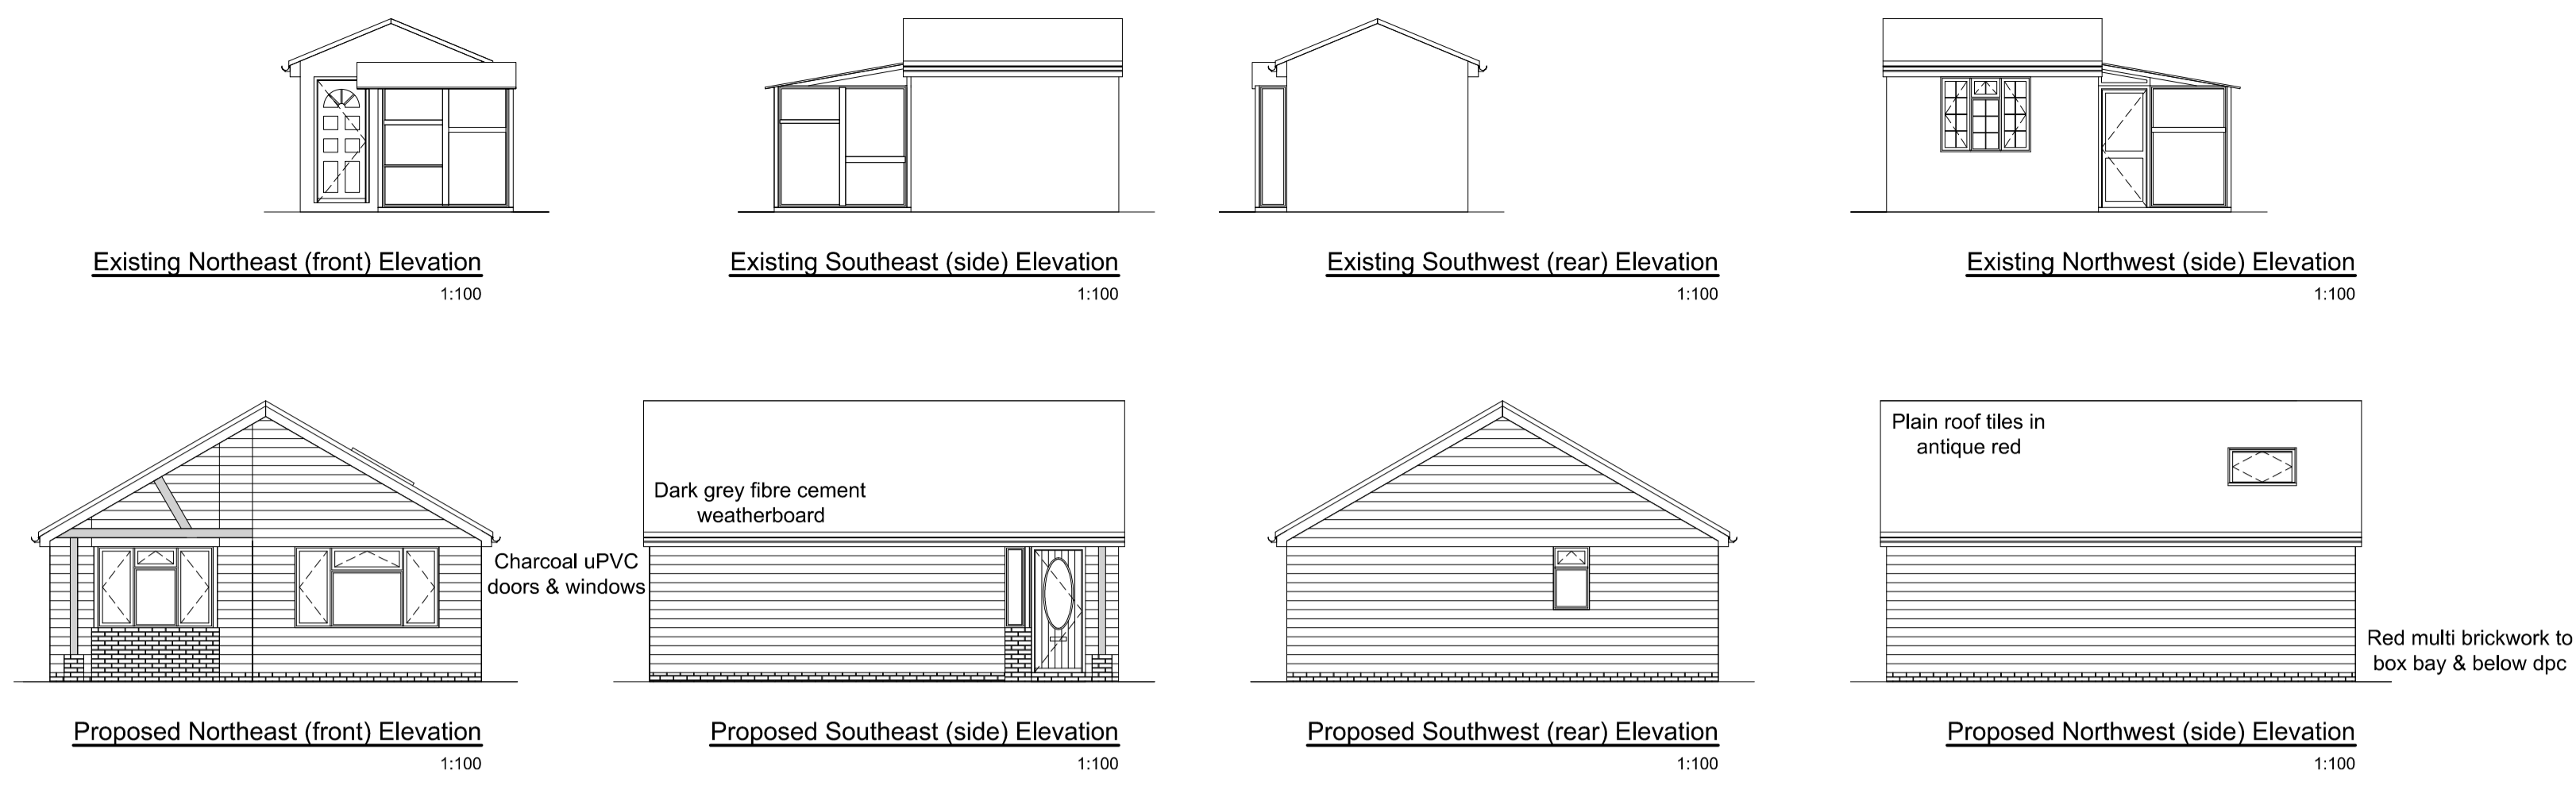 Existing Northeast (front) Elevation
1:100
Existing Southeast (side) Elevation
1:100
Existing Southwest (rear) Elevation
1:100
Existing Northwest (side) Elevation
1:100
Charcoal uPVC
doors & windows
Dark grey fibre cement
weatherboard
Plain roof tiles in
antique red
Red multi brickwork to
box bay & below dpc
Proposed Northeast (front) Elevation
1:100
Proposed Southeast (side) Elevation
1:100
Proposed Southwest (rear) Elevation
1:100
Proposed Northwest (side) Elevation
1:100